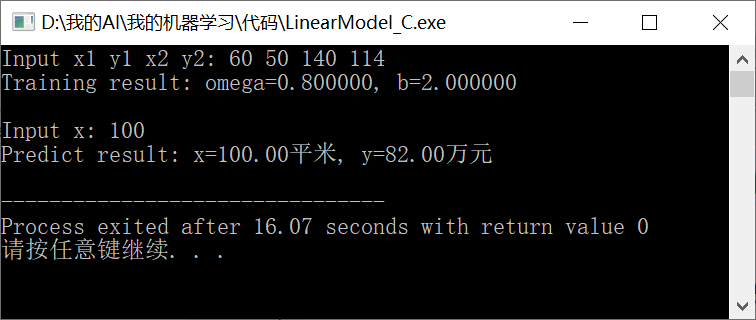 D:\我的AI\我的机器学习\代码\LinearModel_C.exe
Input x1 y1 x2 y2: 60 50 140 114
Training result: omega=0.800000, b=2.000000
Input x: 100
Predict result: x=100.00平米, y=82.00万元
--------------------------------
Process exited after 16.07 seconds with return value 0
请按任意键继续. . .